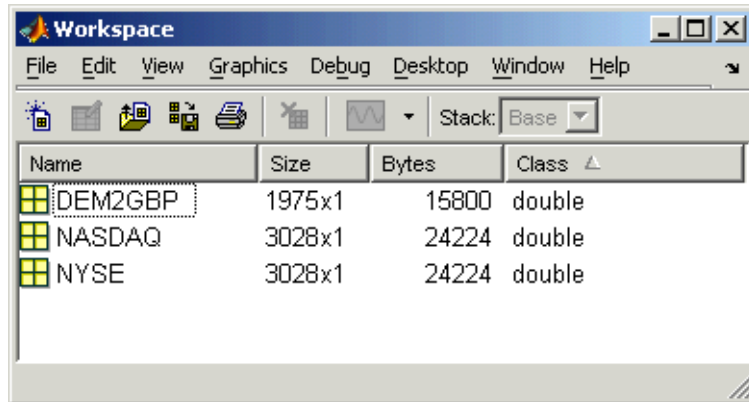 Workspace
File Edit View Graphics Debug Desktop Window Help
Stack: Base
Name Size Bytes Class
DEM2GBP 1975x1 15800 double
NASDAQ 3028x1 24224 double
NYSE 3028x1 24224 double